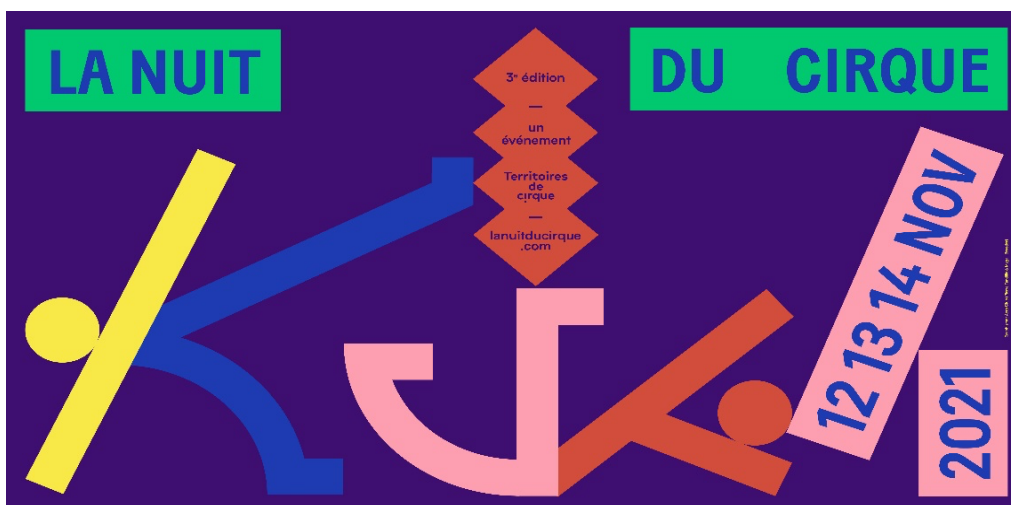 LA NUIT
DU CIRQUE
3e édition
—
un
événement
Territoires
de
cirque
—
lanuitducirque
.com
12 13 14 NOV
2021